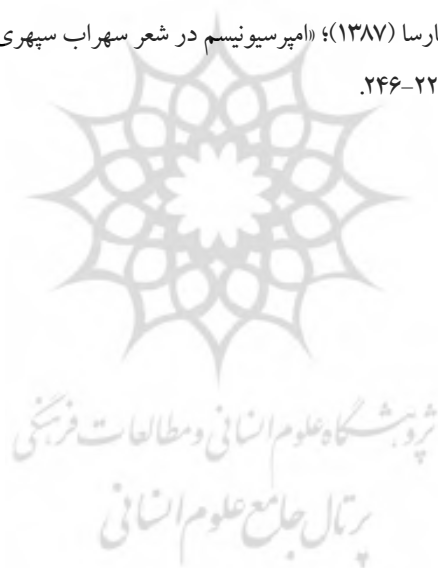 ارسا (۱۳۸۷)؛ «امپرسیونیسم در شعر سهراب سپهری
۲۲–۲۴۶.
پژوهشگاه علوم انسانی و مطالعات فرهنگی
پرتال جامع علوم انسانی